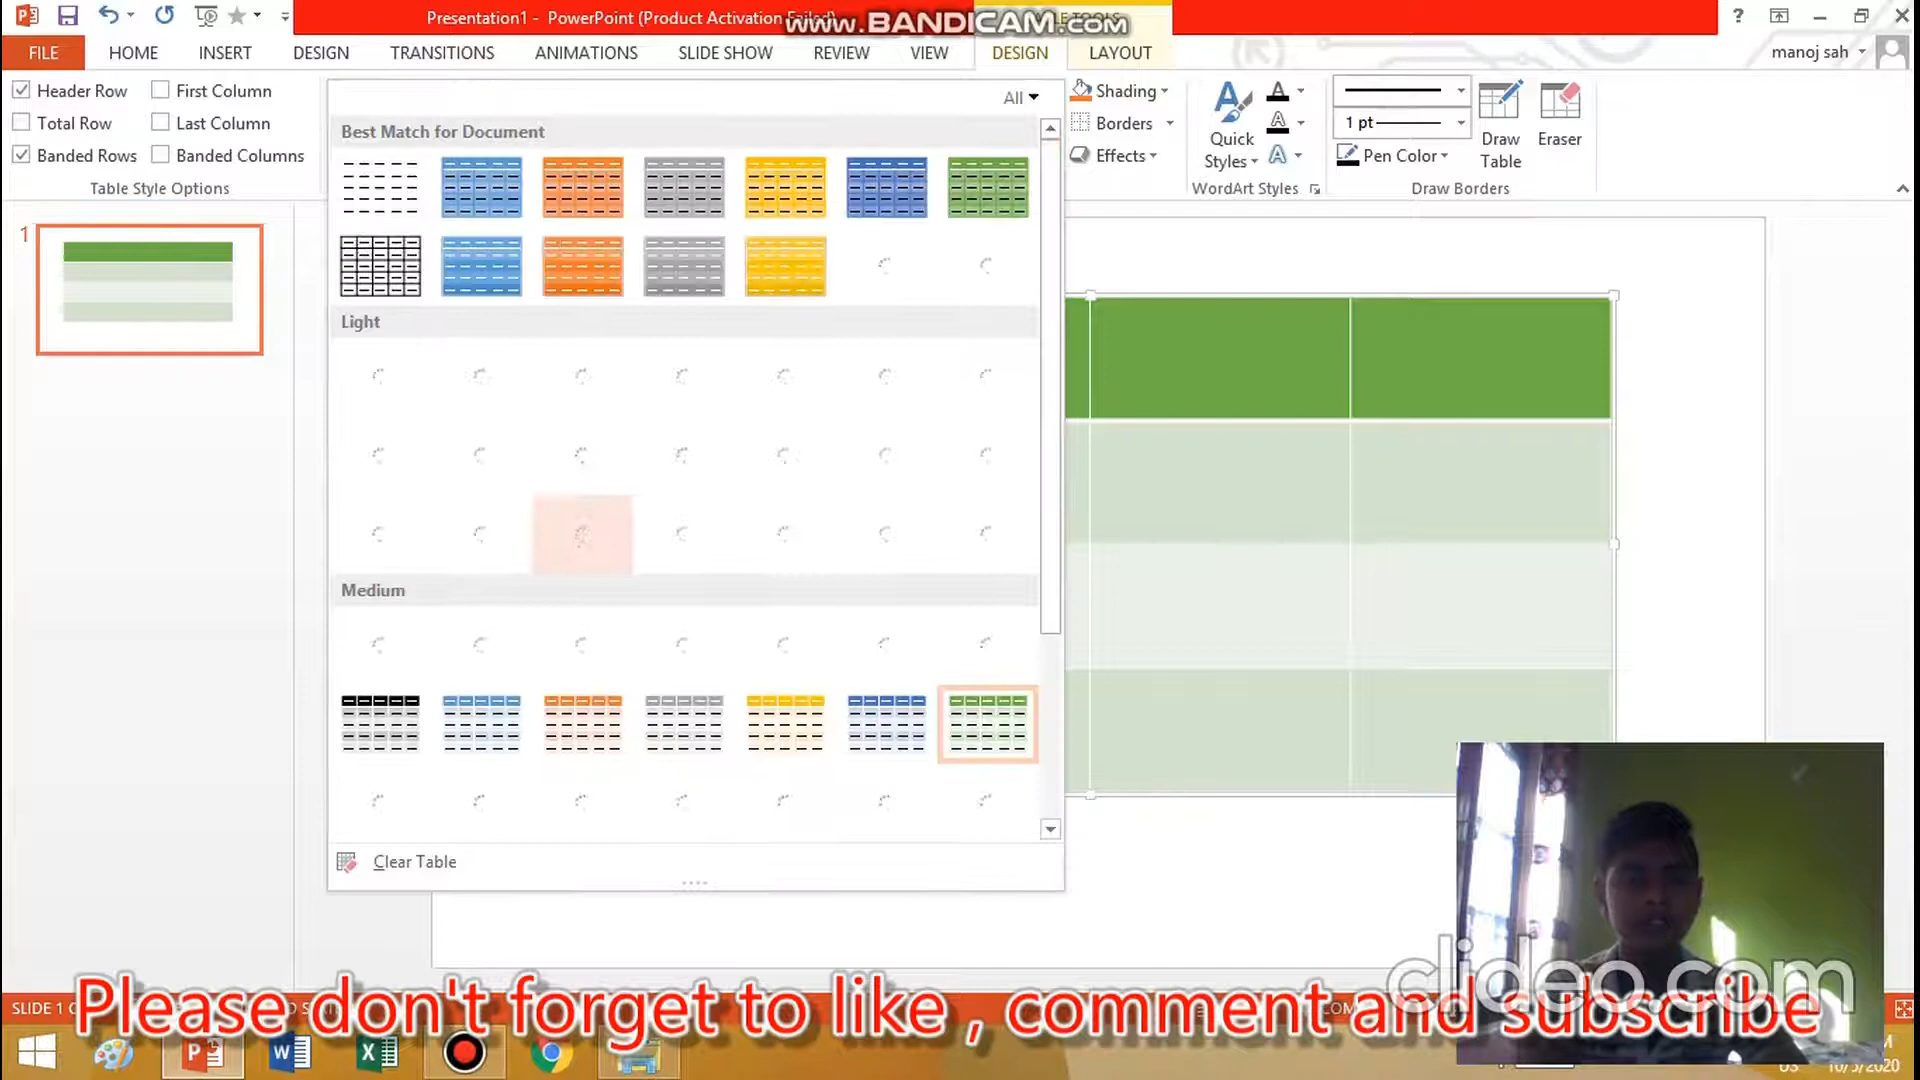 Presentation1 - PowerPoint (Product Activation Failed)
www.BANDICAM.com
FILE
HOME
INSERT
DESIGN
TRANSITIONS
ANIMATIONS
SLIDE SHOW
REVIEW
VIEW
DESIGN
LAYOUT
manoj sah
Header Row
First Column
Total Row
Last Column
Banded Rows
Banded Columns
Table Style Options
All
Best Match for Document
Light
Medium
Clear Table
Shading
Borders
Effects
Quick
Styles
WordArt Styles
1 pt
Pen Color
Draw
Table
Eraser
Draw Borders
1
clideo.com
SLIDE 1
Please don't forget to like , comment and subscribe
10/5/2020